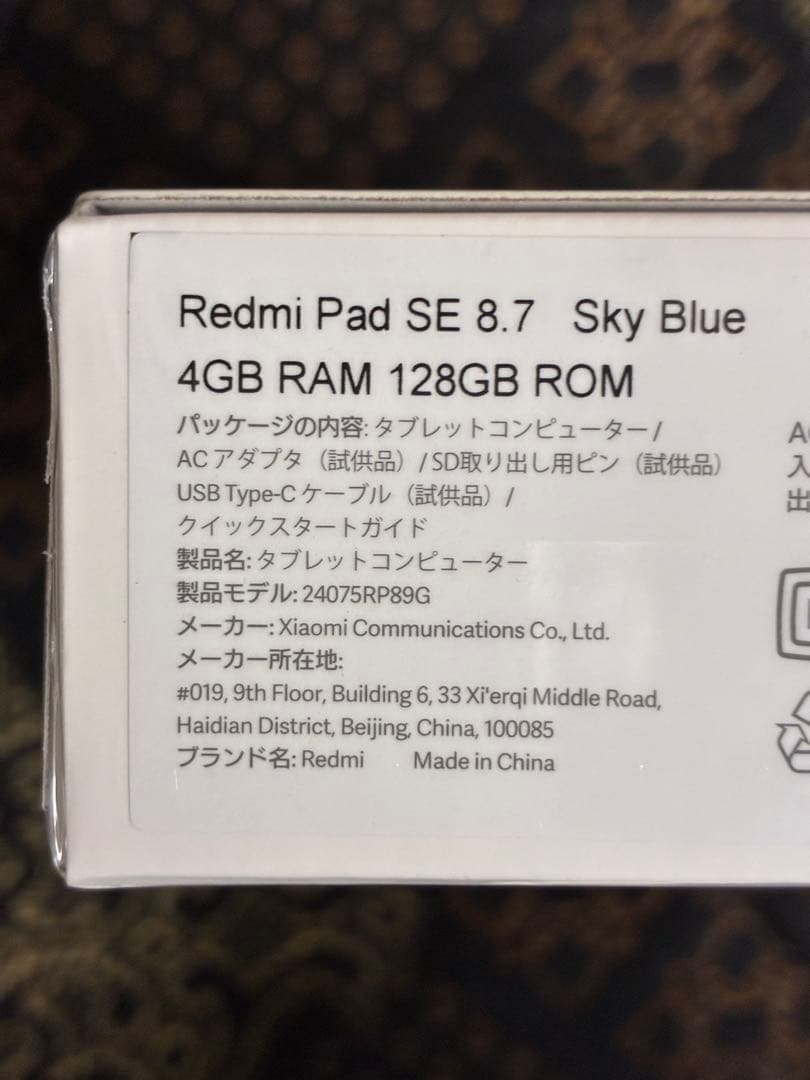 Redmi Pad SE 8.7 Sky Blue
4GB RAM 128GB ROM
パッケージの内容: タブレットコンピューター /
AC アダプタ（試供品）/ SD取り出し用ピン（試供品）
USB Type-C ケーブル（試供品）/
クイックスタートガイド
製品名: タブレットコンピューター
製品モデル: 24075RP89G
メーカー: Xiaomi Communications Co., Ltd.
メーカー所在地:
#019, 9th Floor, Building 6, 33 Xi'erqi Middle Road,
Haidian District, Beijing, China, 100085
ブランド名: Redmi Made in China